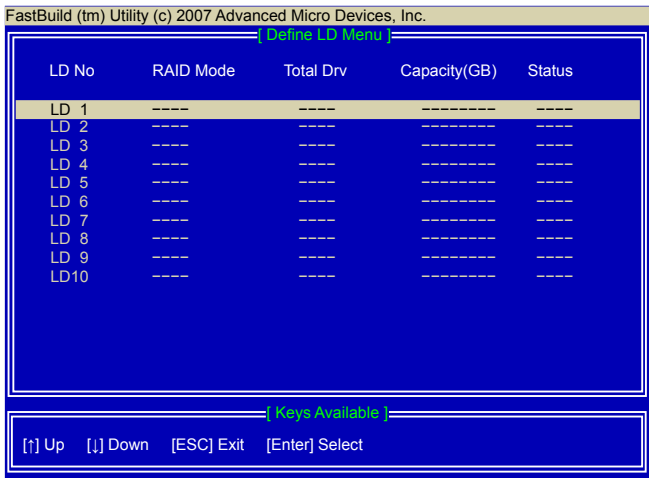 FastBuild (tm) Utility (c) 2007 Advanced Micro Devices, Inc.
[ Define LD Menu ]
LD No RAID Mode Total Drv Capacity(GB) Status
LD 1 ---- ---- -------- ----
LD 2 ---- ---- -------- ----
LD 3 ---- ---- -------- ----
LD 4 ---- ---- -------- ----
LD 5 ---- ---- -------- ----
LD 6 ---- ---- -------- ----
LD 7 ---- ---- -------- ----
LD 8 ---- ---- -------- ----
LD 9 ---- ---- -------- ----
LD10 ---- ---- -------- ----
[ Keys Available ]
[↑] Up [↓] Down [ESC] Exit [Enter] Select